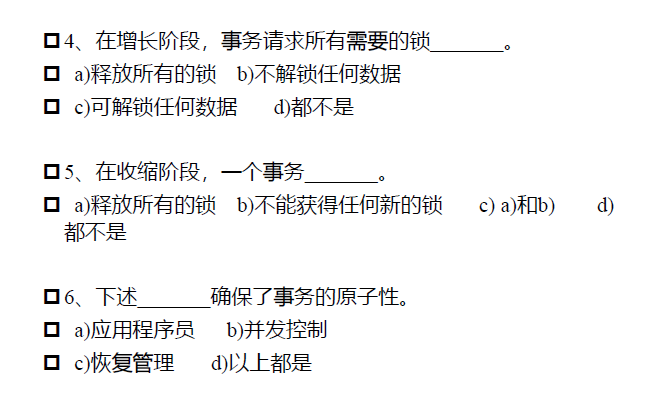 4、在增长阶段，事务请求所有需要的锁_______。
a)释放所有的锁 b)不解锁任何数据
c)可解锁任何数据 d)都不是
5、在收缩阶段，一个事务_______。
a)释放所有的锁 b)不能获得任何新的锁 c) a)和b) d)
都不是
6、下述_______确保了事务的原子性。
a)应用程序员 b)并发控制
c)恢复管理 d)以上都是